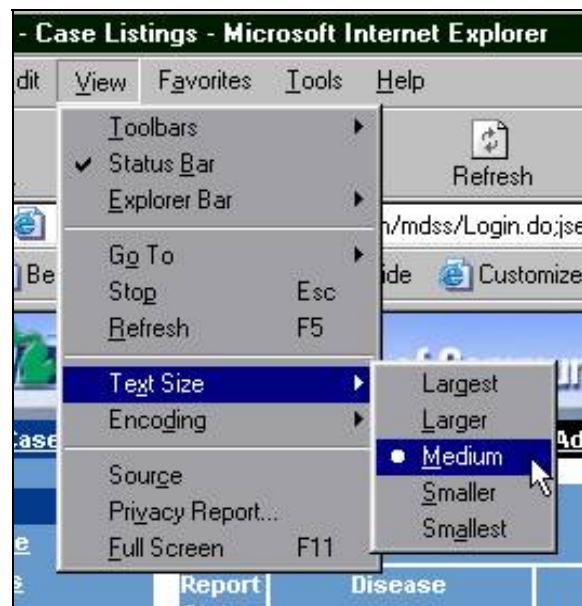 - Case Listings - Microsoft Internet Explorer
dit View Favorites Tools Help
Toolbars
Status Bar
Refresh
Explorer Bar
n/mdss/Login.do;jse
Go To
Be
ide Customize
Stop Esc
Refresh F5
Text Size
Largest
Encoding
Larger
Case
Ad
Medium
Source
Smaller
Privacy Report...
Smallest
Full Screen F11
Report Disease